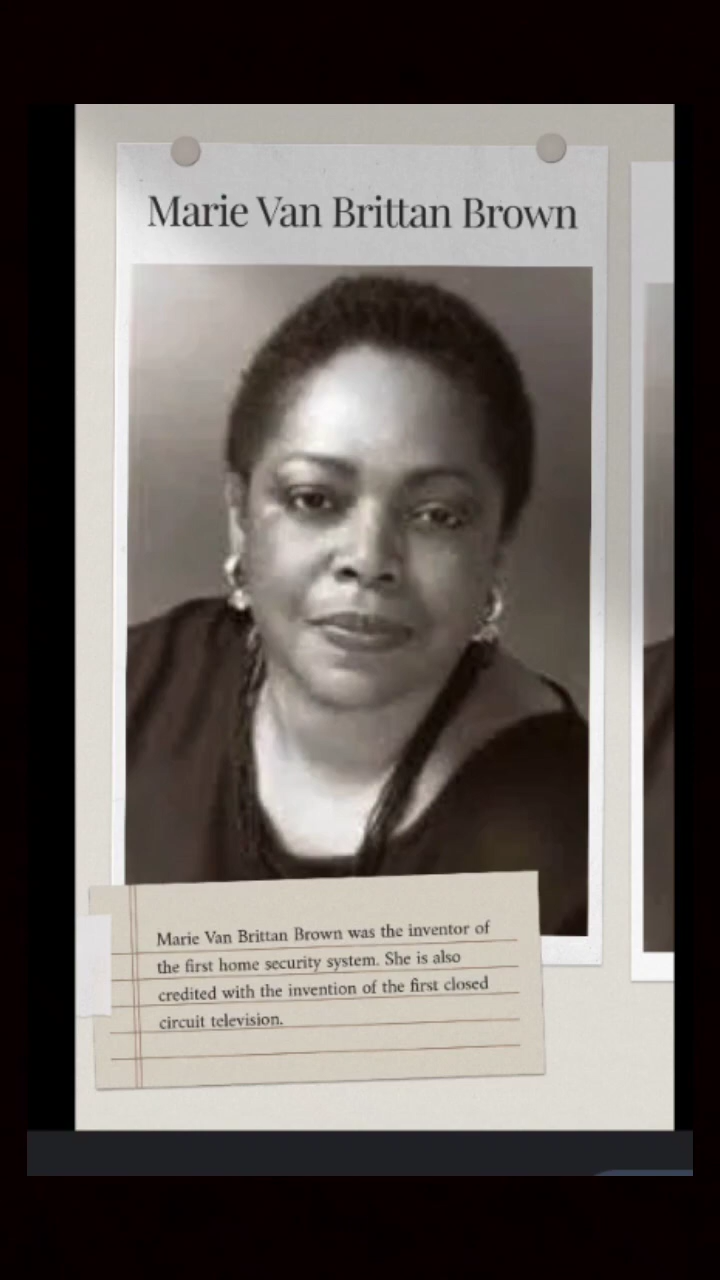 Marie Van Brittan Brown
Marie Van Brittan Brown was the inventor of
the first home security system. She is also
credited with the invention of the first closed
circuit television.